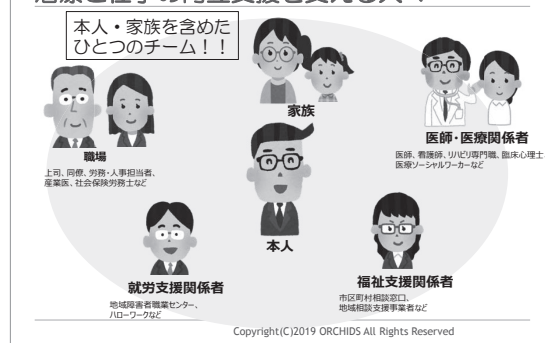 本人・家族を含めた
ひとつのチーム！！
家族
職場
上司、同僚、労務・人事担当者、
産業医、社会保険労務士など
医師・医療関係者
医師、看護師、リハビリ専門職、臨床心理士
医療ソーシャルワーカーなど
本人
就労支援関係者
地域障害者職業センター、
ハローワークなど
福祉支援関係者
市区町村相談窓口、
地域相談支援事業者など
Copyright(C)2019 ORCHIDS All Rights Reserved